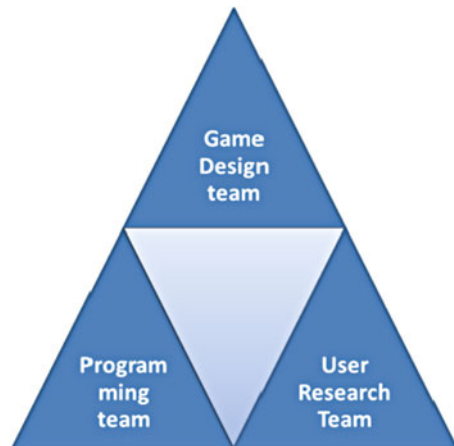 Game
Design
team
Program
ming
team
User
Research
Team